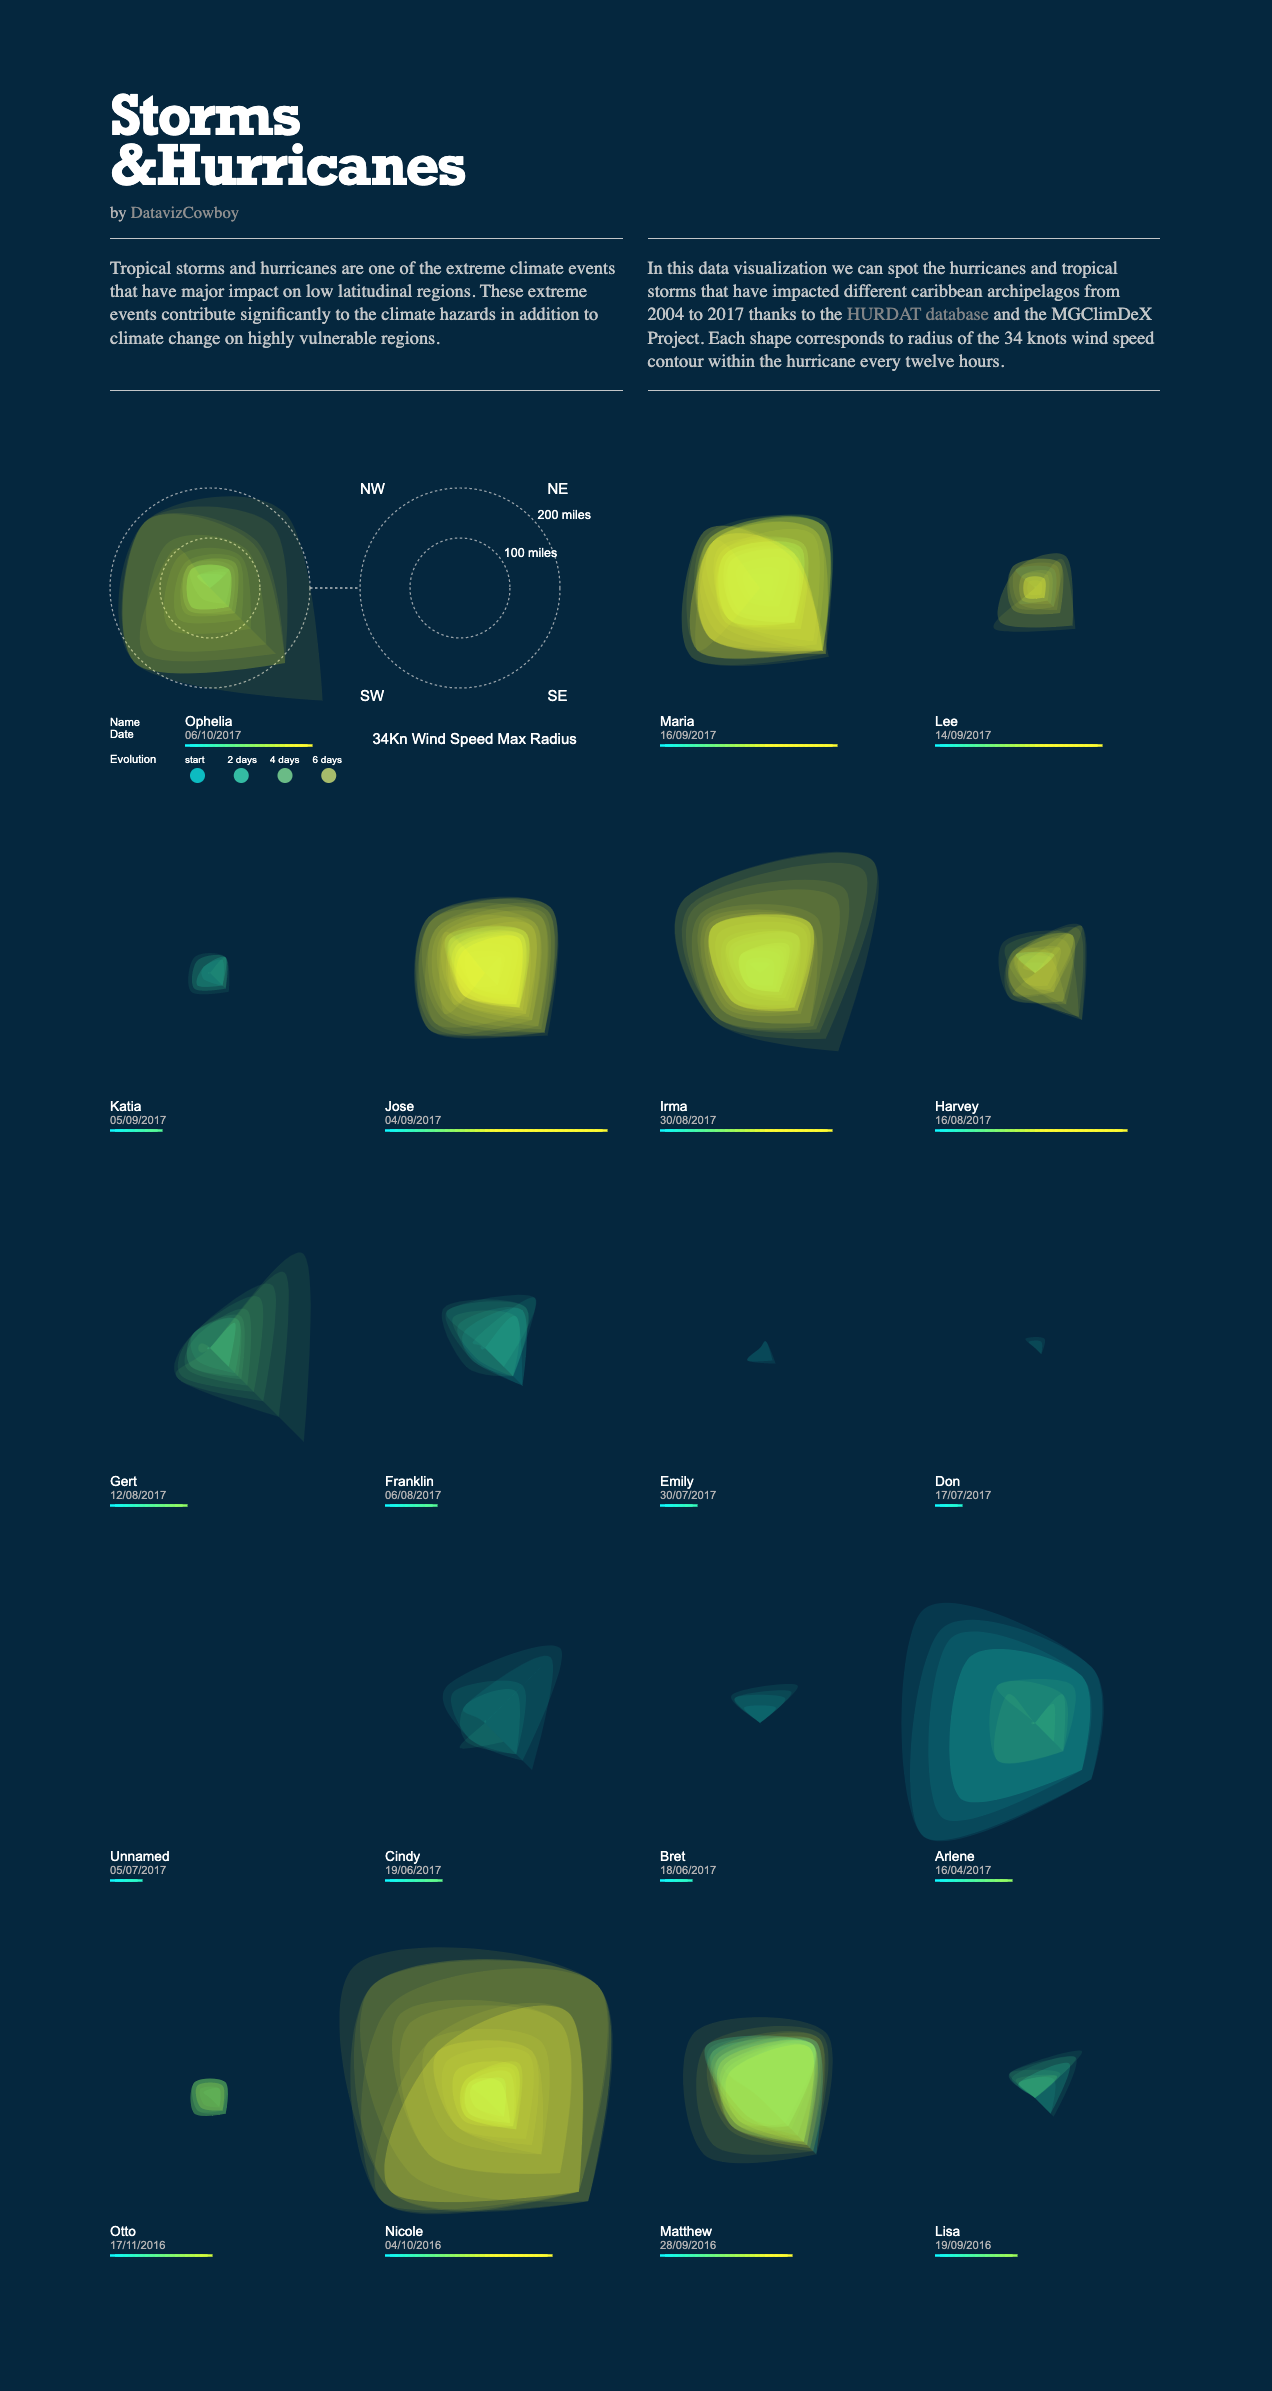 Storms
&Hurricanes
by DatavizCowboy
Tropical storms and hurricanes are one of the extreme climate events
that have major impact on low latitudinal regions. These extreme
events contribute significantly to the climate hazards in addition to
climate change on highly vulnerable regions.
In this data visualization we can spot the hurricanes and tropical
storms that have impacted different caribbean archipelagos from
2004 to 2017 thanks to the HURDAT database and the MGClimDeX
Project. Each shape corresponds to radius of the 34 knots wind speed
contour within the hurricane every twelve hours.
NW
NE
200 miles
100 miles
SW
SE
34Kn Wind Speed Max Radius
Name
Date
Ophelia
06/10/2017
Evolution
start
2 days
4 days
6 days
Maria
16/09/2017
Lee
14/09/2017
Katia
05/09/2017
Jose
04/09/2017
Irma
30/08/2017
Harvey
16/08/2017
Gert
12/08/2017
Franklin
06/08/2017
Emily
30/07/2017
Don
17/07/2017
Unnamed
05/07/2017
Cindy
19/06/2017
Bret
18/06/2017
Arlene
16/04/2017
Otto
17/11/2016
Nicole
04/10/2016
Matthew
28/09/2016
Lisa
19/09/2016